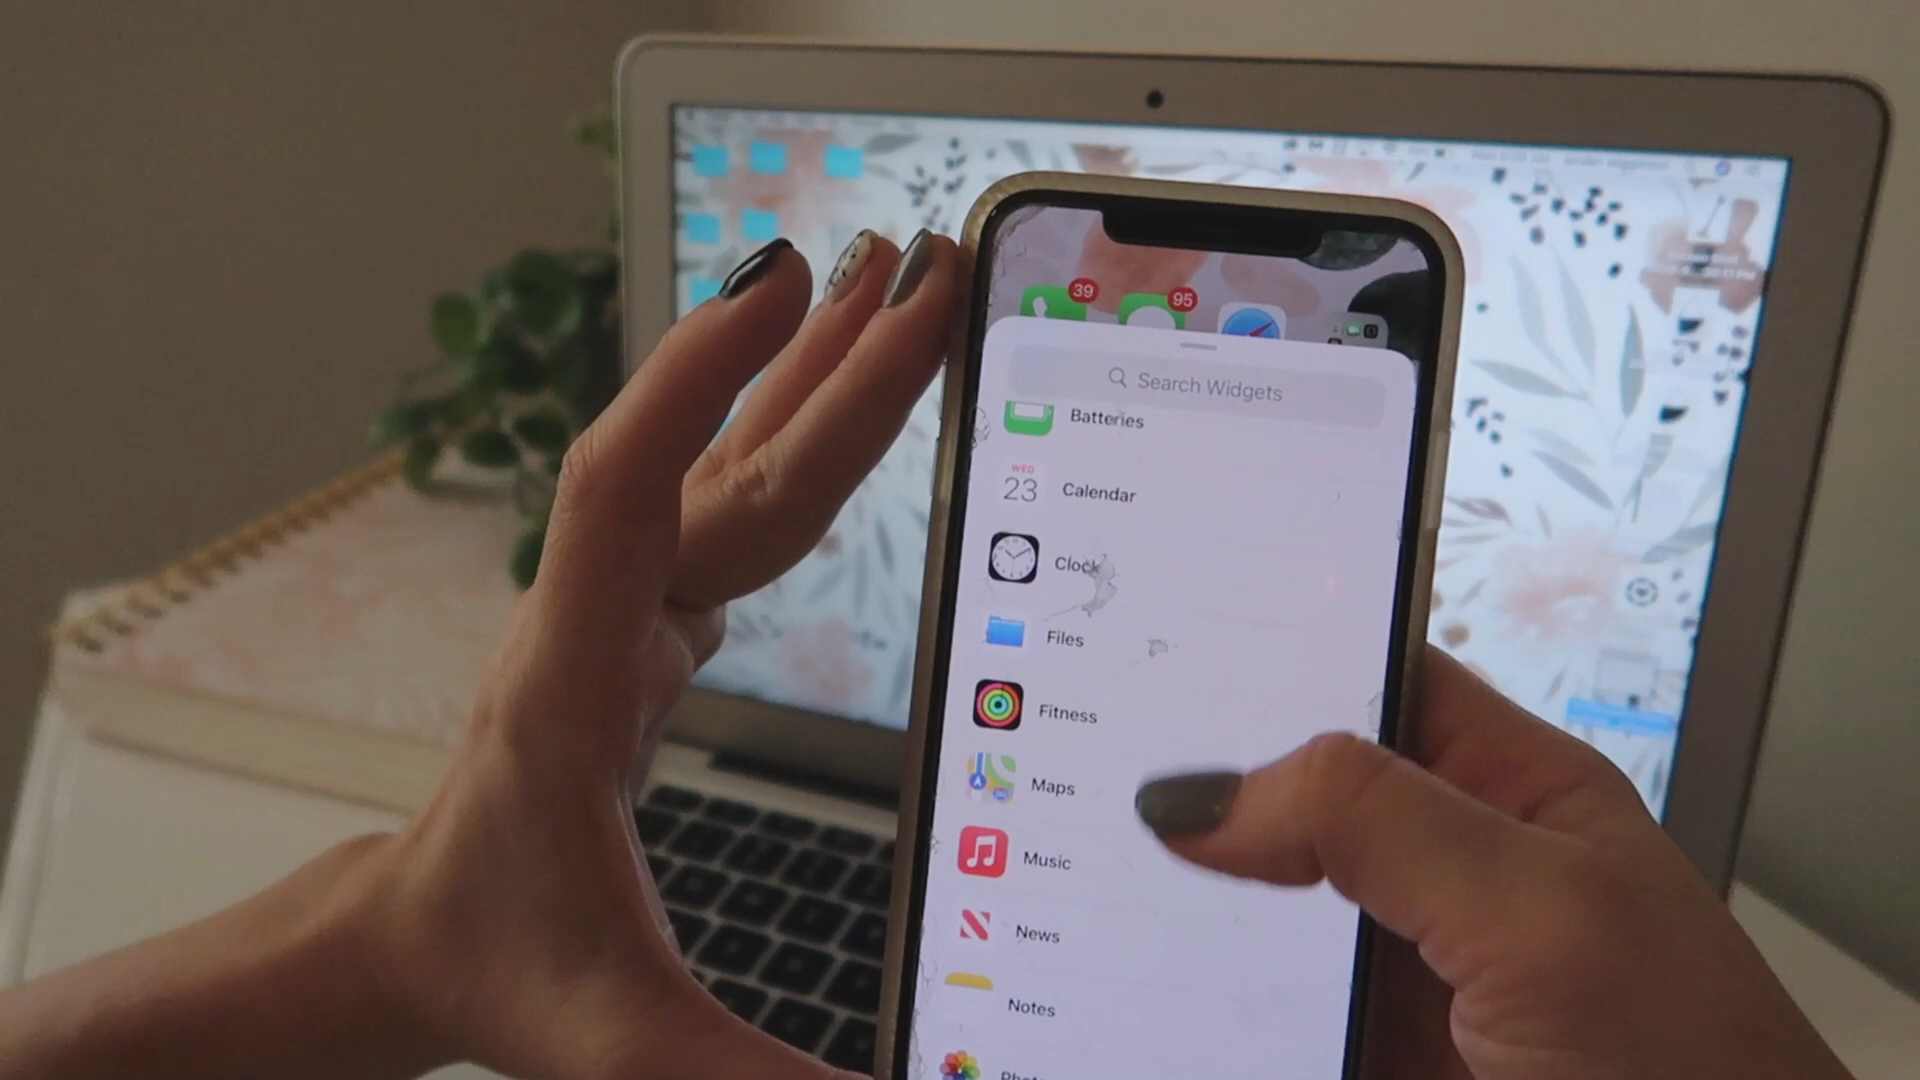 39
95
Search Widgets
Batteries
WED
23
Calendar
Clock
Files
Fitness
Maps
Music
News
Notes